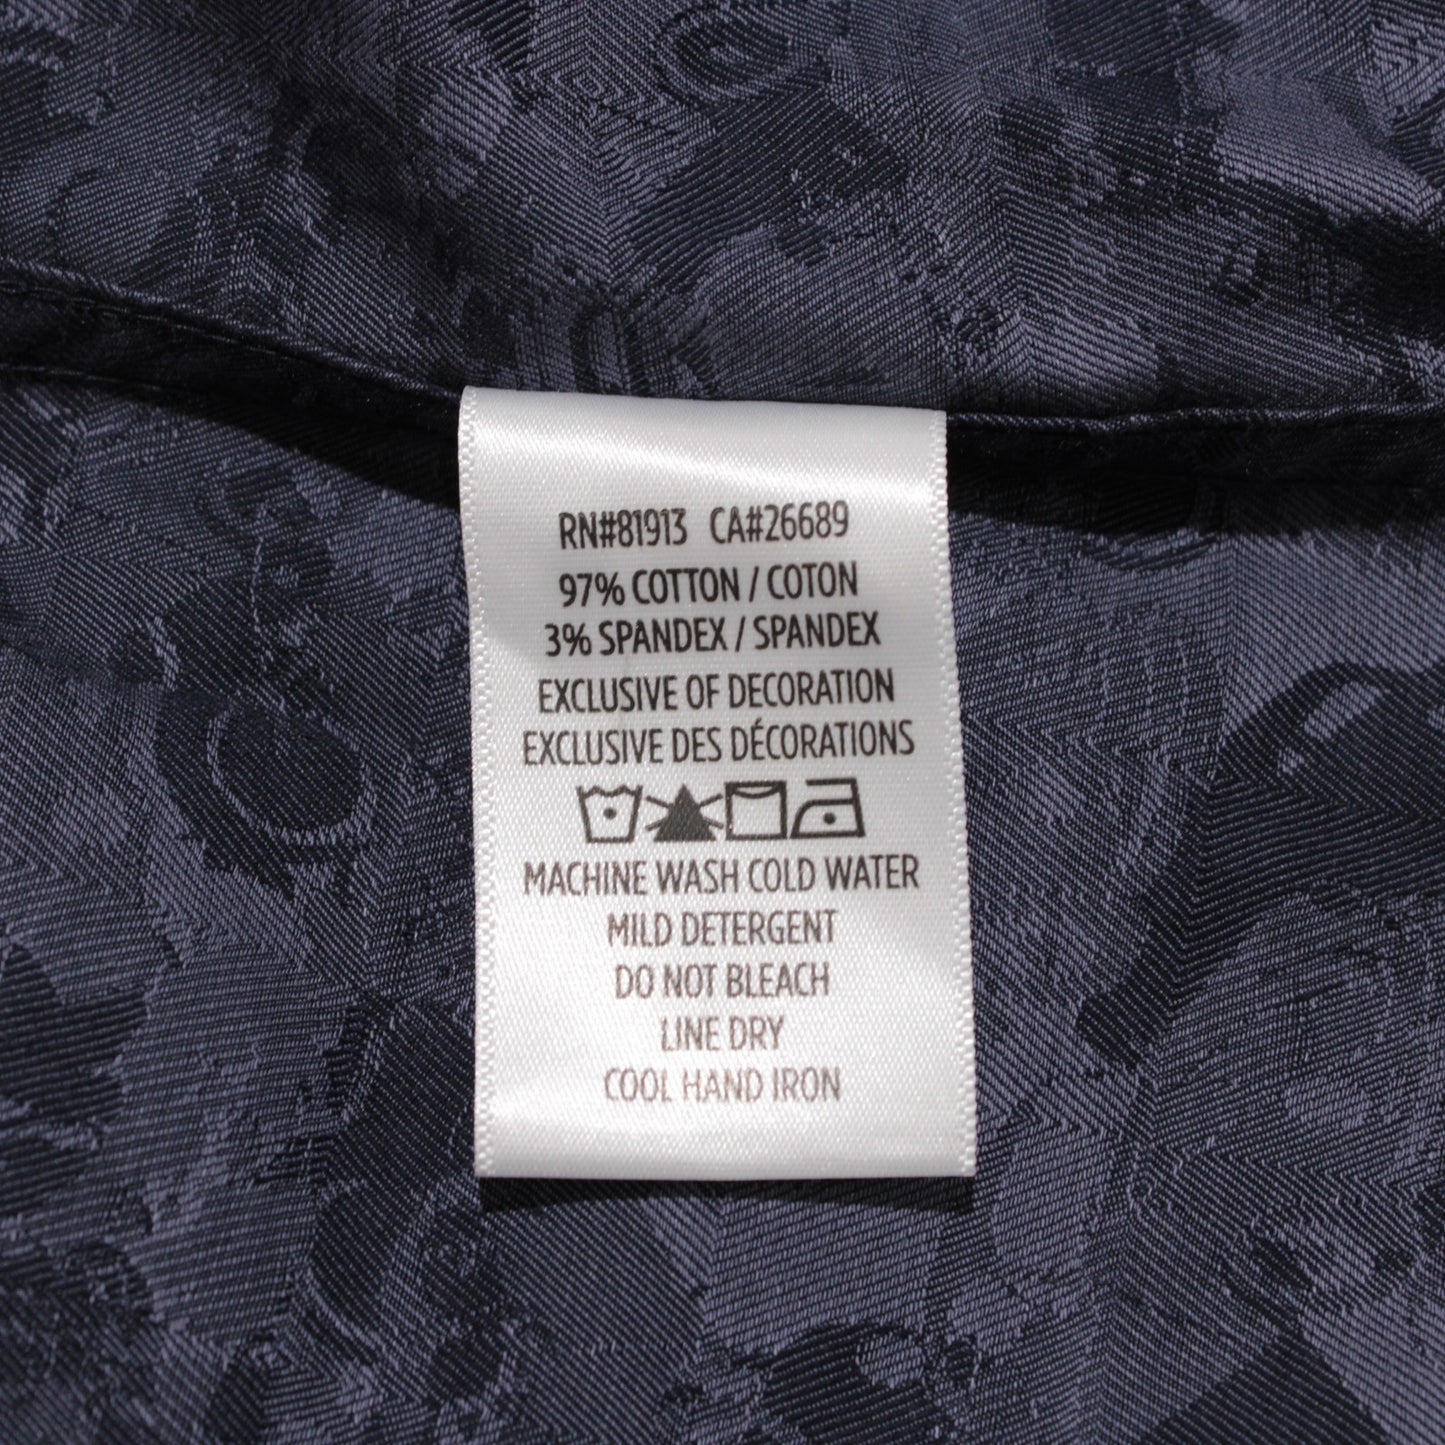 RN#81913 CA#26689
97% COTTON / COTON
3% SPANDEX / SPANDEX
EXCLUSIVE OF DECORATION
EXCLUSIVE DES DÉCORATIONS
MACHINE WASH COLD WATER
MILD DETERGENT
DO NOT BLEACH
LINE DRY
COOL HAND IRON